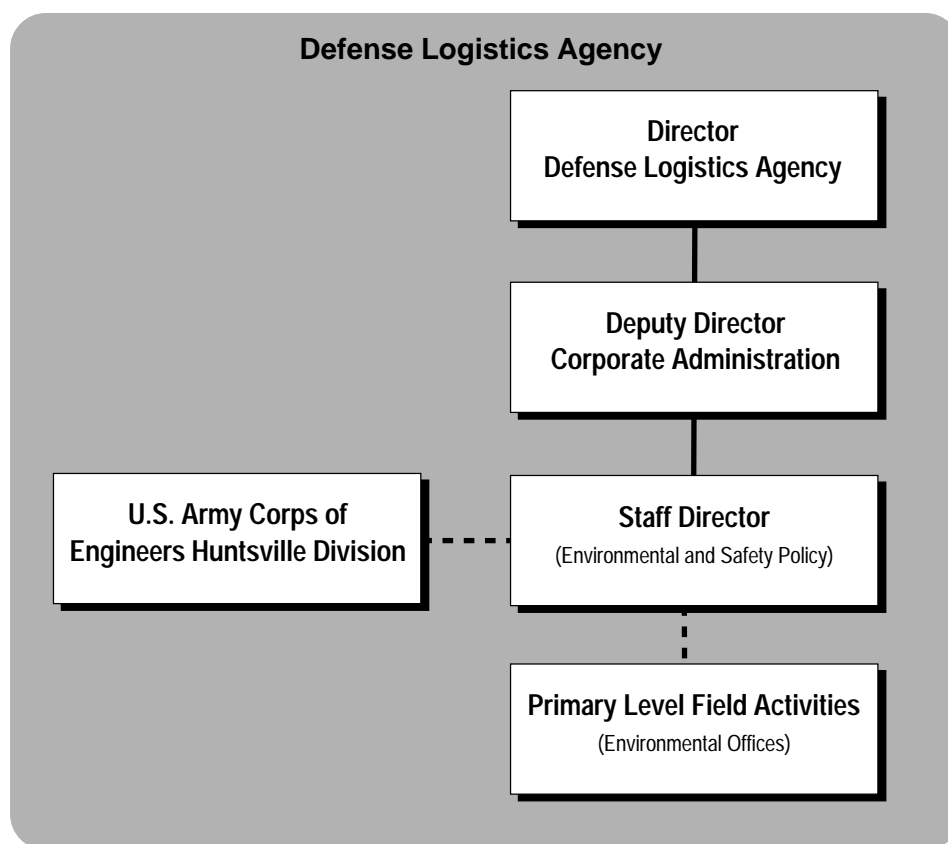 Defense Logistics Agency
Director
Defense Logistics Agency
Deputy Director
Corporate Administration
U.S. Army Corps of
Engineers Huntsville Division
Staff Director
(Environmental and Safety Policy)
Primary Level Field Activities
(Environmental Offices)